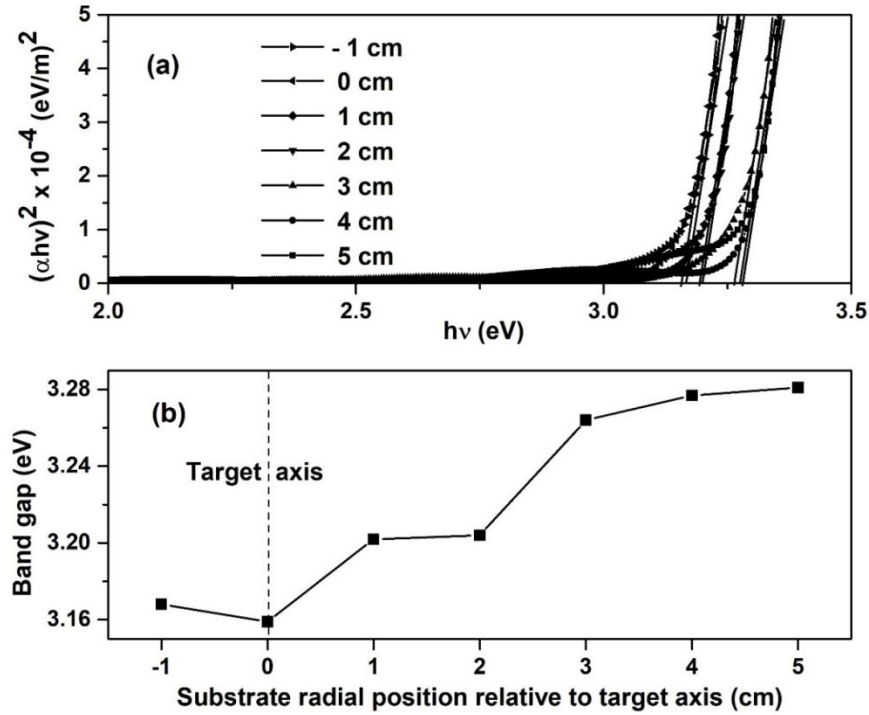 (a)
- 1 cm
0 cm
1 cm
2 cm
3 cm
4 cm
5 cm
(αhν)² x 10⁻⁴ (eV/m)²
5
4
3
2
1
0
2.0 2.5 3.0 3.5
hν (eV)
(b)
Target axis
Band gap (eV)
3.28
3.24
3.20
3.16
-1 0 1 2 3 4 5
Substrate radial position relative to target axis (cm)